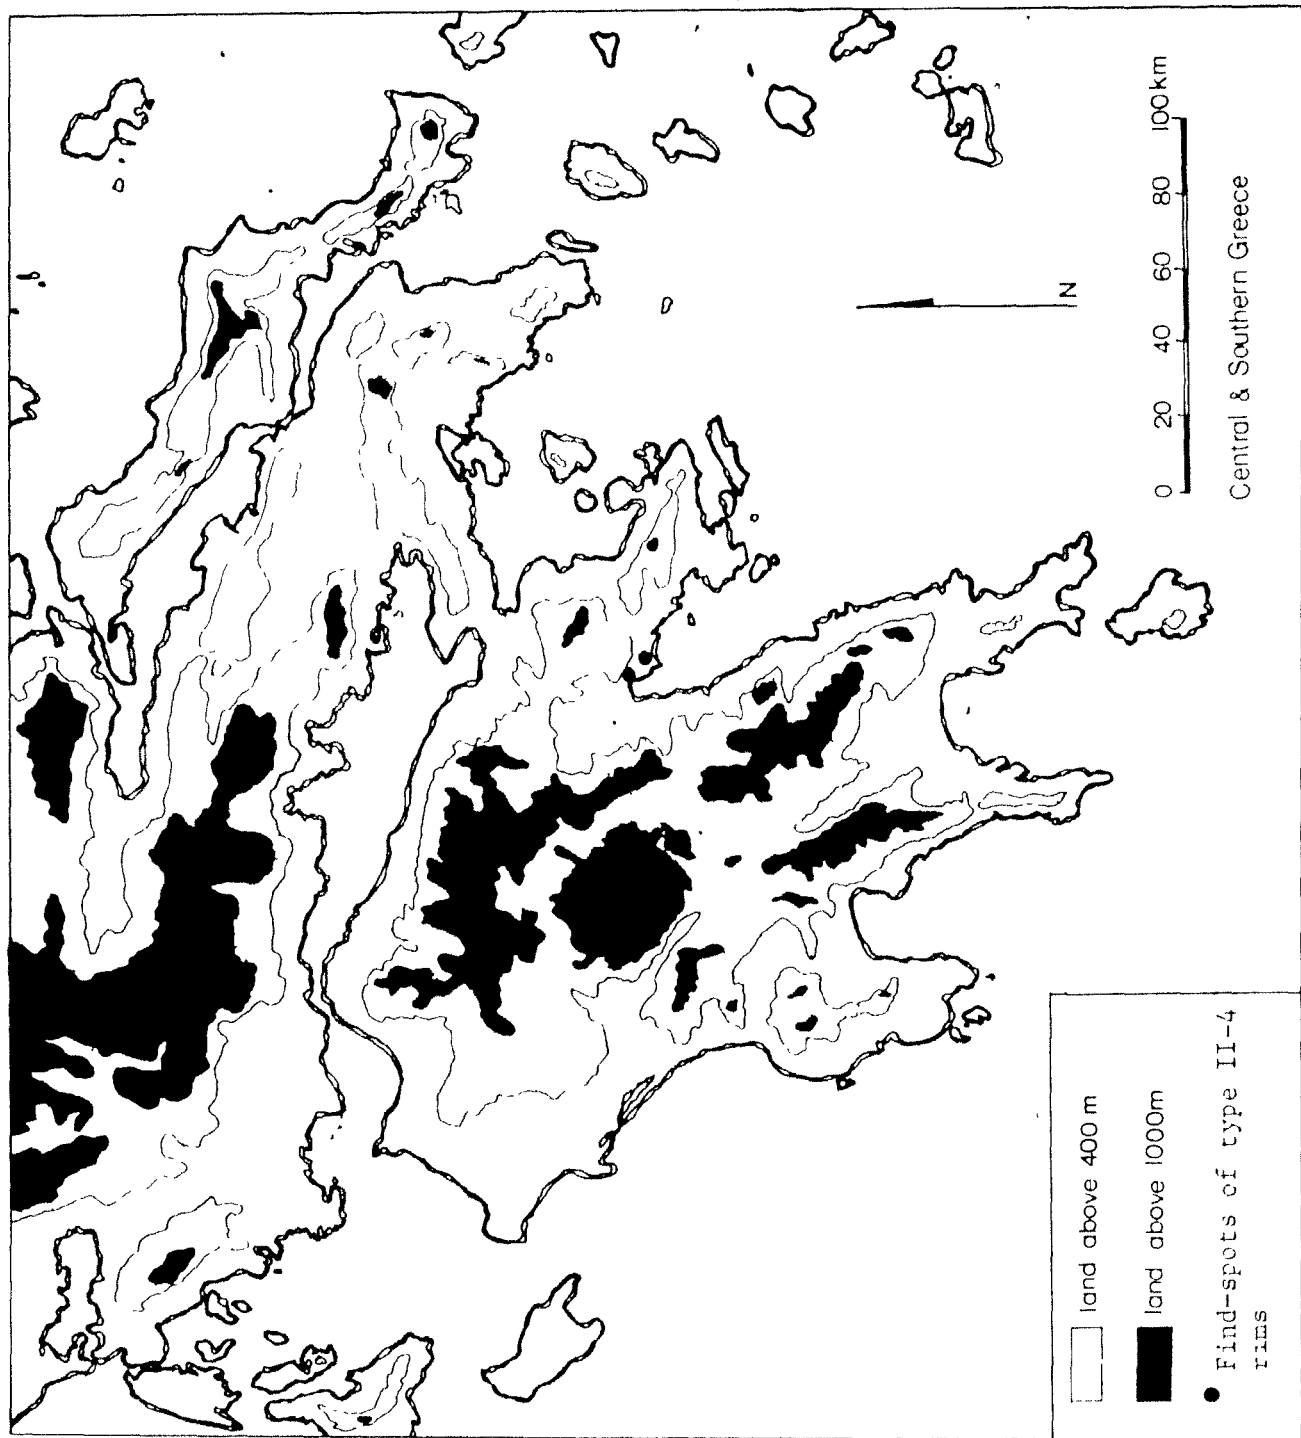 0 20 40 60 80 100km
Central & Southern Greece
N
land above 400 m
land above 1000m
Find-spots of type II-4
rims